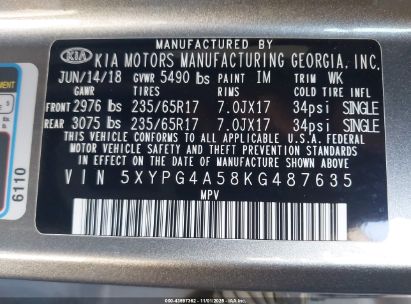 MANUFACTURED BY
KIA KIA MOTORS MANUFACTURING GEORGIA, INC.
JUN/14/18 GVWR 5490 lbs PAINT IM TRIM WK
GAWR TIRES RIMS COLD TIRE INFL
FRONT 2976 lbs 235/65R17 7.0JX17 34psi SINGLE
REAR 3075 lbs 235/65R17 7.0JX17 34psi SINGLE
THIS VEHICLE CONFORMS TO ALL APPLICABLE U.S.A. FEDERAL
MOTOR VEHICLE SAFETY, BUMPER, AND THEFT PREVENTION
STANDARDS IN EFFECT ON THE DATE OF MANUFACTURE SHOWN ABOVE.
VIN 5XYPG4A58KG487635
MPV
6110